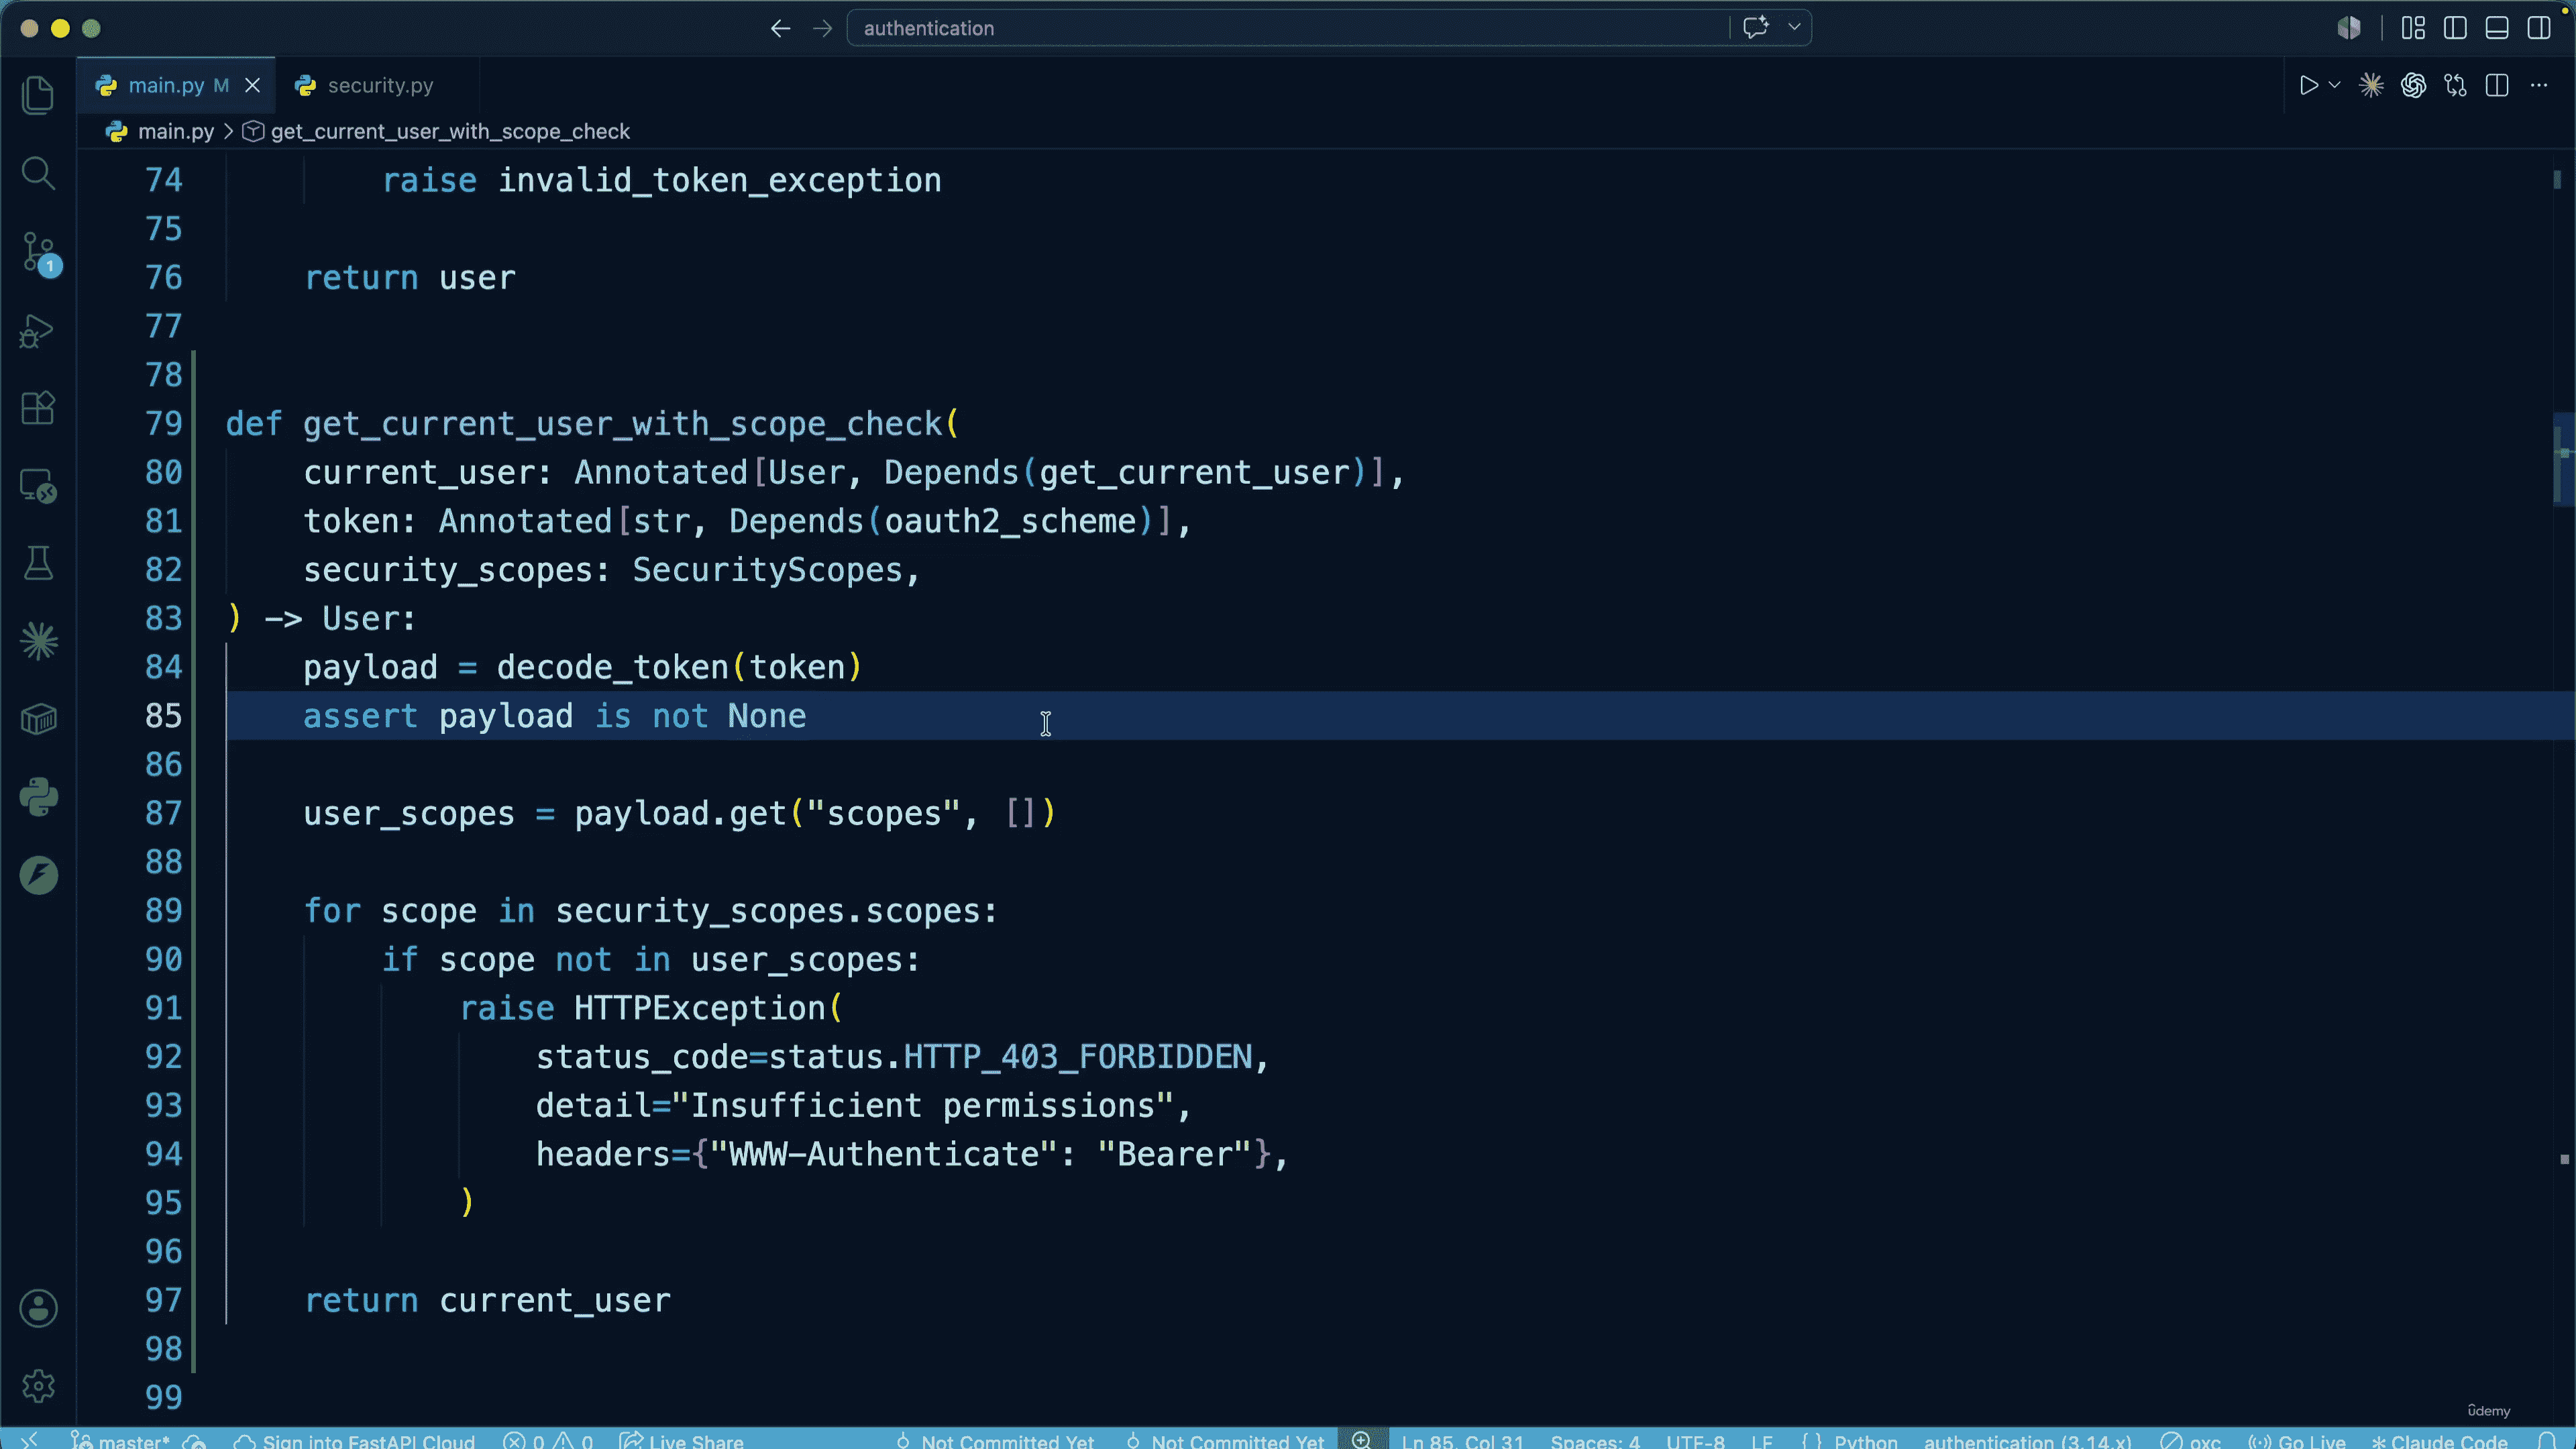 authentication
main.py M
security.py
main.py > get_current_user_with_scope_check
74 raise invalid_token_exception
75
76 return user
77
78
79 def get_current_user_with_scope_check(
80 current_user: Annotated[User, Depends(get_current_user)],
81 token: Annotated[str, Depends(oauth2_scheme)],
82 security_scopes: SecurityScopes,
83 ) -> User:
84 payload = decode_token(token)
85 assert payload is not None
86
87 user_scopes = payload.get("scopes", [])
88
89 for scope in security_scopes.scopes:
90 if scope not in user_scopes:
91 raise HTTPException(
92 status_code=status.HTTP_403_FORBIDDEN,
93 detail="Insufficient permissions",
94 headers={"WWW-Authenticate": "Bearer"},
95 )
96
97 return current_user
98
99
1
ûdemy
master* Sign into FastAPI Cloud 0 0 Live Share Not Committed Yet Not Committed Yet Ln 85, Col 31 Spaces: 4 UTF-8 LF { } Python authentication (3.14.x) oxc Go Live Claude Code